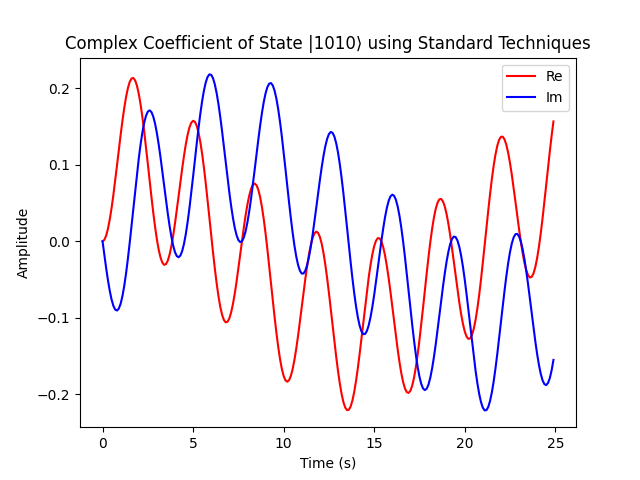 Complex Coefficient of State |1010⟩ using Standard Techniques
Re
Im
0.2
0.1
0.0
−0.1
−0.2
Amplitude
0
5
10
15
20
25
Time (s)